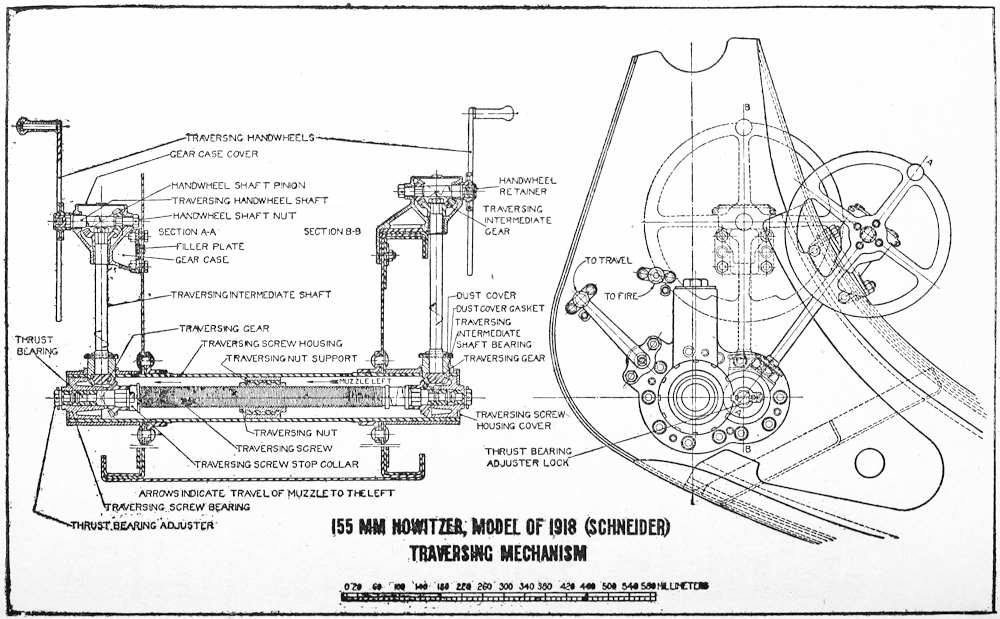 TRAVERSING HANDWHEELS
GEAR CASE COVER
HANDWHEEL SHAFT PINION
TRAVERSING HANDWHEEL SHAFT
HANDWHEEL SHAFT NUT
SECTION A-A
FILLER PLATE
GEAR CASE
SECTION B-B
HANDWHEEL
RETAINER
TRAVERSING
INTERMEDIATE
GEAR
TRAVERSING INTERMEDIATE SHAFT
TRAVERSING GEAR
THRUST
BEARING
TRAVERSING SCREW HOUSING
TRAVERSING NUT SUPPORT
MUZZLE LEFT
DUST COVER
DUST COVER GASKET
TRAVERSING
INTERMEDIATE
SHAFT BEARING
TRAVERSING GEAR
TRAVERSING SCREW
HOUSING COVER
TRAVERSING NUT
TRAVERSING SCREW
TRAVERSING SCREW STOP COLLAR
ARROWS INDICATE TRAVEL OF MUZZLE TO THE LEFT
TRAVERSING SCREW BEARING
THRUST BEARING ADJUSTER
B
A
TO TRAVEL
TO FIRE
THRUST BEARING
ADJUSTER LOCK
B
155 MM HOWITZER, MODEL OF 1918 (SCHNEIDER)
TRAVERSING MECHANISM
0 20 60 100 140 180 220 260 300 340 380 420 460 500 540 580 MILLIMETERS